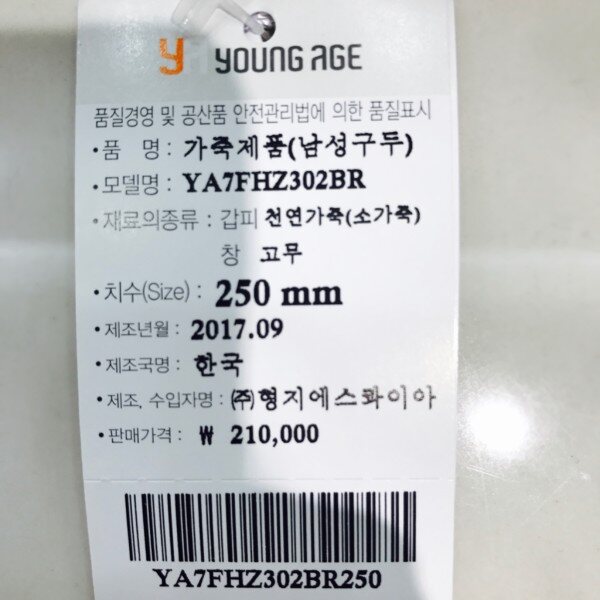 YA YOUNG AGE
품질경영 및 공산품 안전관리법에 의한 품질표시
•품 명 : 가죽제품(남성구두)
•모델명 : YA7FHZ302BR
•재료의종류 : 갑피 천연가죽(소가죽)
창 고무
•치수(Size) : 250 mm
•제조년월 : 2017.09
•제조국명 : 한국
•제조, 수입자명 : ㈜형지에스콰이아
•판매가격 : ₩ 210,000
YA7FHZ302BR250